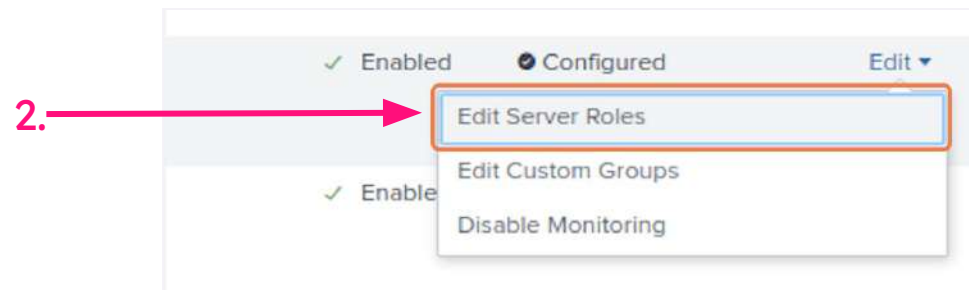 Enabled Configured Edit
2. Edit Server Roles
Edit Custom Groups
Enable
Disable Monitoring